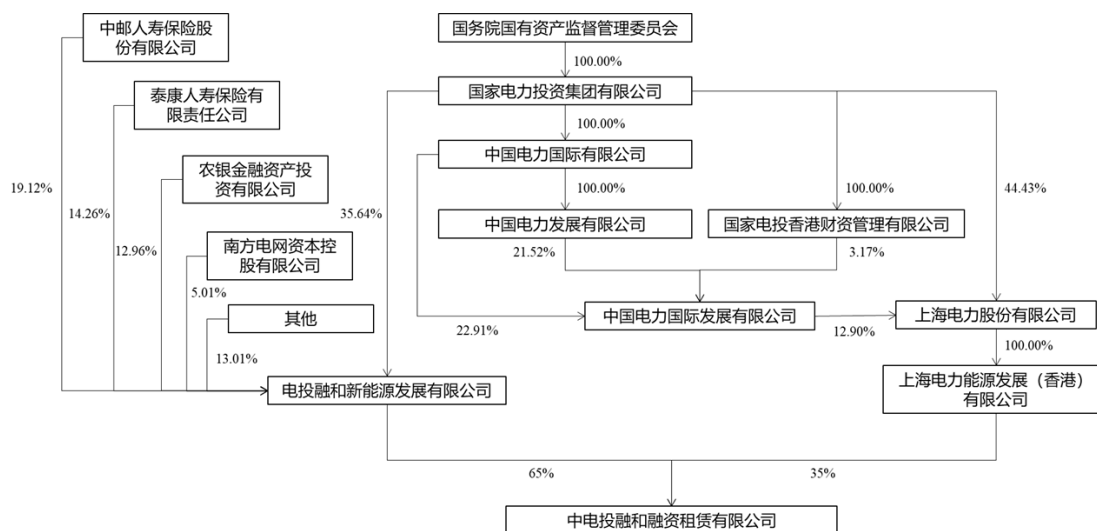 中邮人寿保险股
份有限公司
国务院国有资产监督管理委员会
100.00%
泰康人寿保险有
限责任公司
国家电力投资集团有限公司
100.00%
中国电力国际有限公司
农银金融资产投
资有限公司
19.12%
14.26%
35.64%
100.00%
100.00%
44.43%
12.96%
南方电网资本控
股有限公司
中国电力发展有限公司
国家电投香港财资管理有限公司
21.52%
3.17%
5.01%
其他
中国电力国际发展有限公司
上海电力股份有限公司
22.91%
12.90%
13.01%
100.00%
电投融和新能源发展有限公司
上海电力能源发展（香港）
有限公司
65%
35%
中电投融和融资租赁有限公司